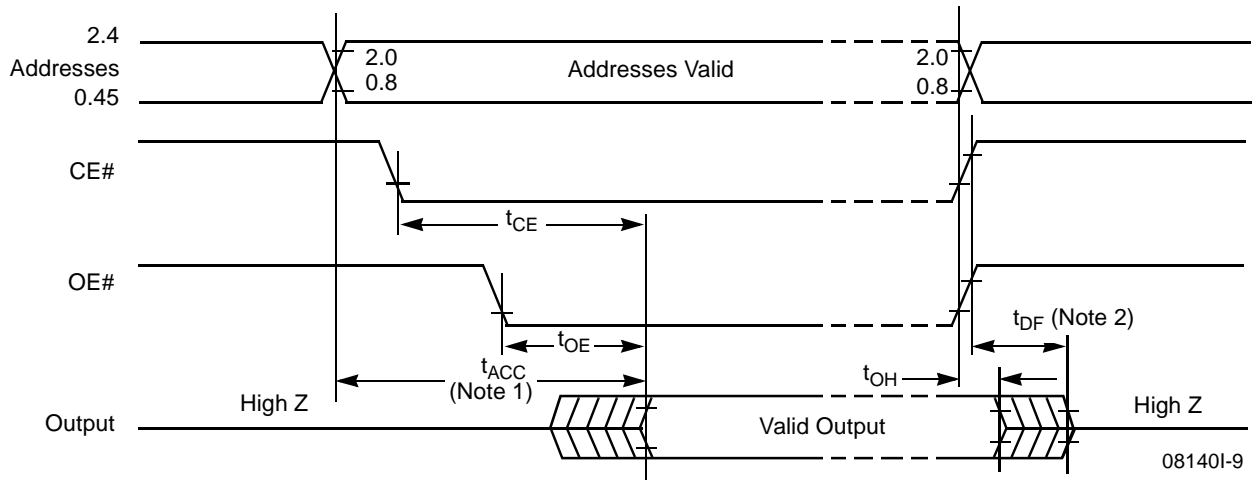 2.4
Addresses
0.45
2.0
0.8
Addresses Valid
2.0
0.8
CE#
tCE
OE#
tOE
tDF (Note 2)
tACC
(Note 1)
tOH
High Z
High Z
Output
Valid Output
08140I-9